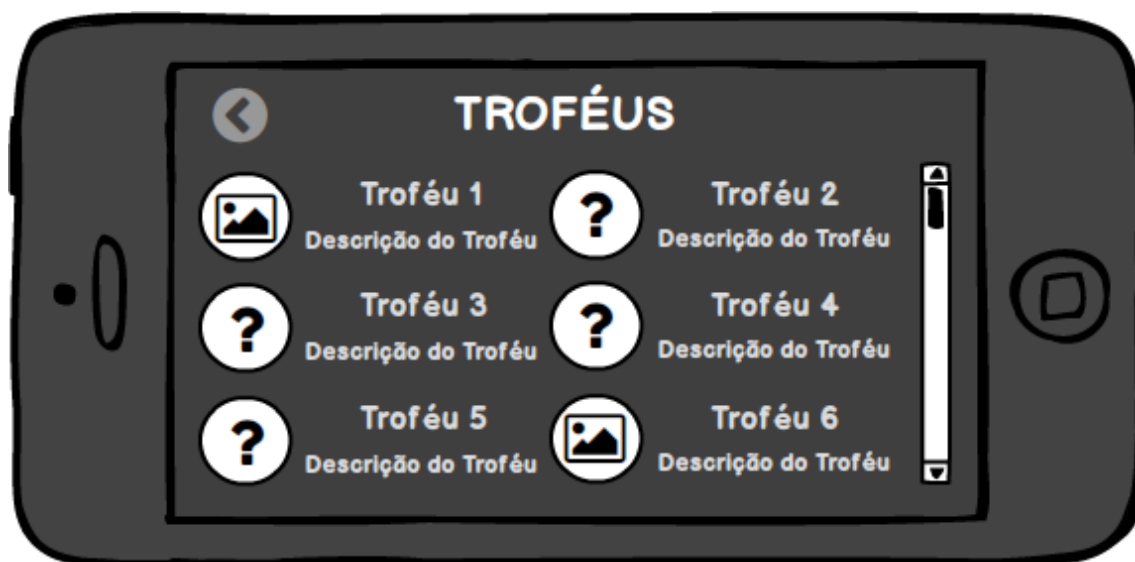 TROFÉUS
Troféu 1
Descrição do Troféu
?
Troféu 2
Descrição do Troféu
?
Troféu 3
Descrição do Troféu
?
Troféu 4
Descrição do Troféu
?
Troféu 5
Descrição do Troféu
Troféu 6
Descrição do Troféu